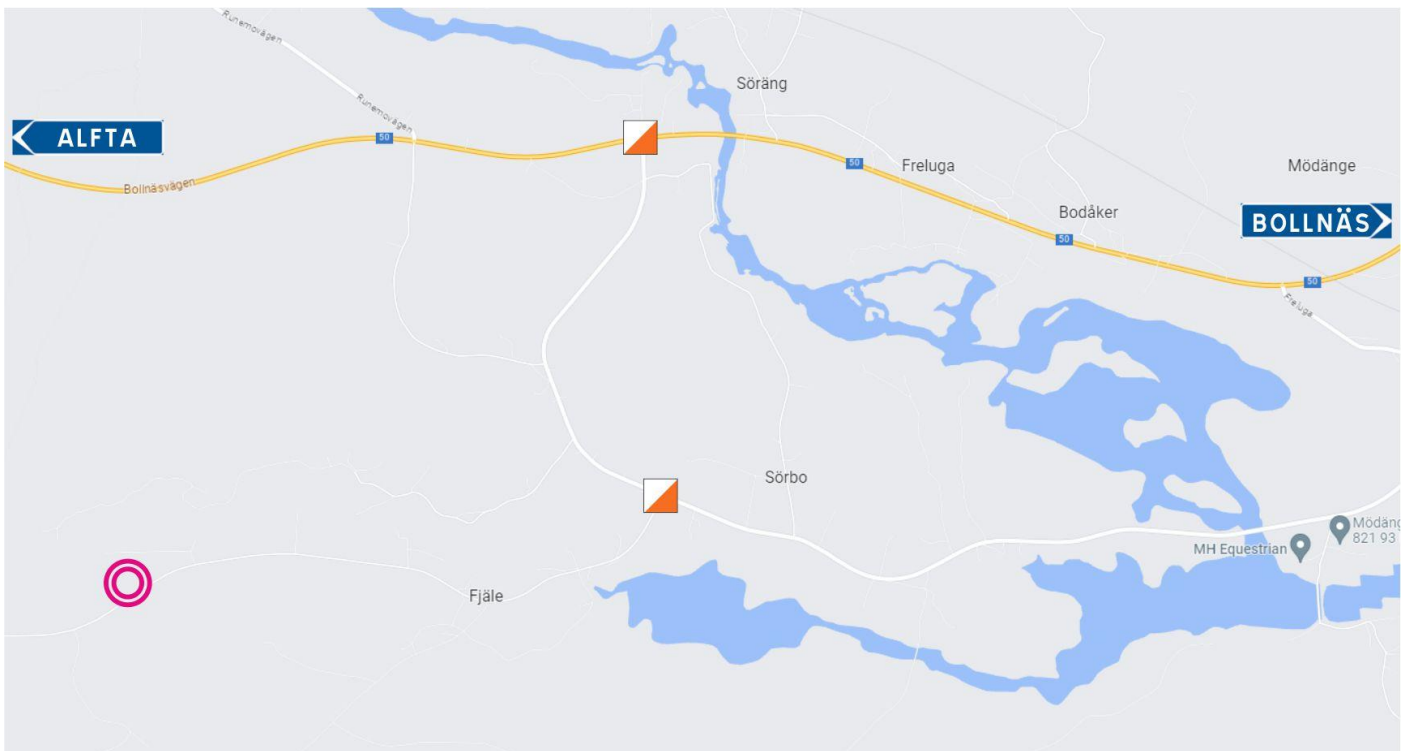 Runemovägen
Söräng
Runemovägen
ALFTA
50
50
Freluga
Mödänge
Bollnäsvägen
Bodåker
BOLLNÄS
50
50
Freluga
Sörbo
Mödäng
821 93
MH Equestrian
Fjäle